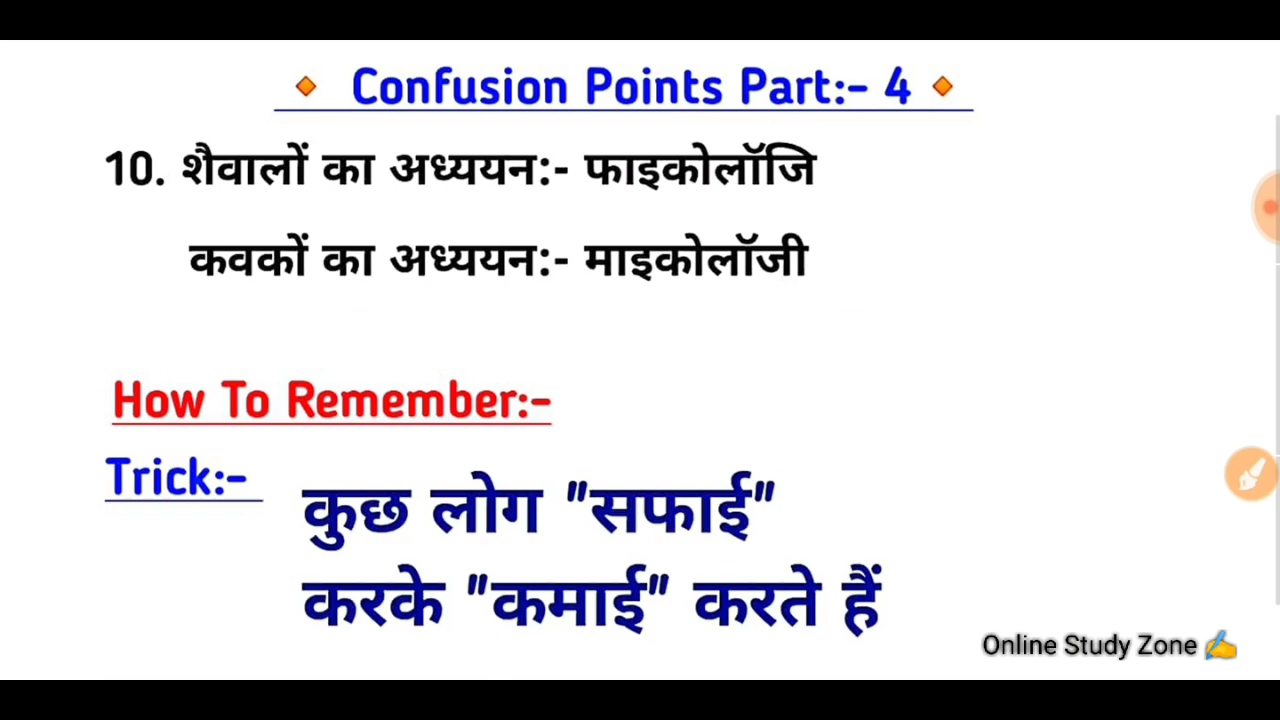 🔸 Confusion Points Part:- 4 🔸
10. शैवालों का अध्ययन:- फाइकोलॉजि
कवकों का अध्ययन:- माइकोलॉजी
How To Remember:-
Trick:- कुछ लोग "सफाई"
करके "कमाई" करते हैं
Online Study Zone ✍️